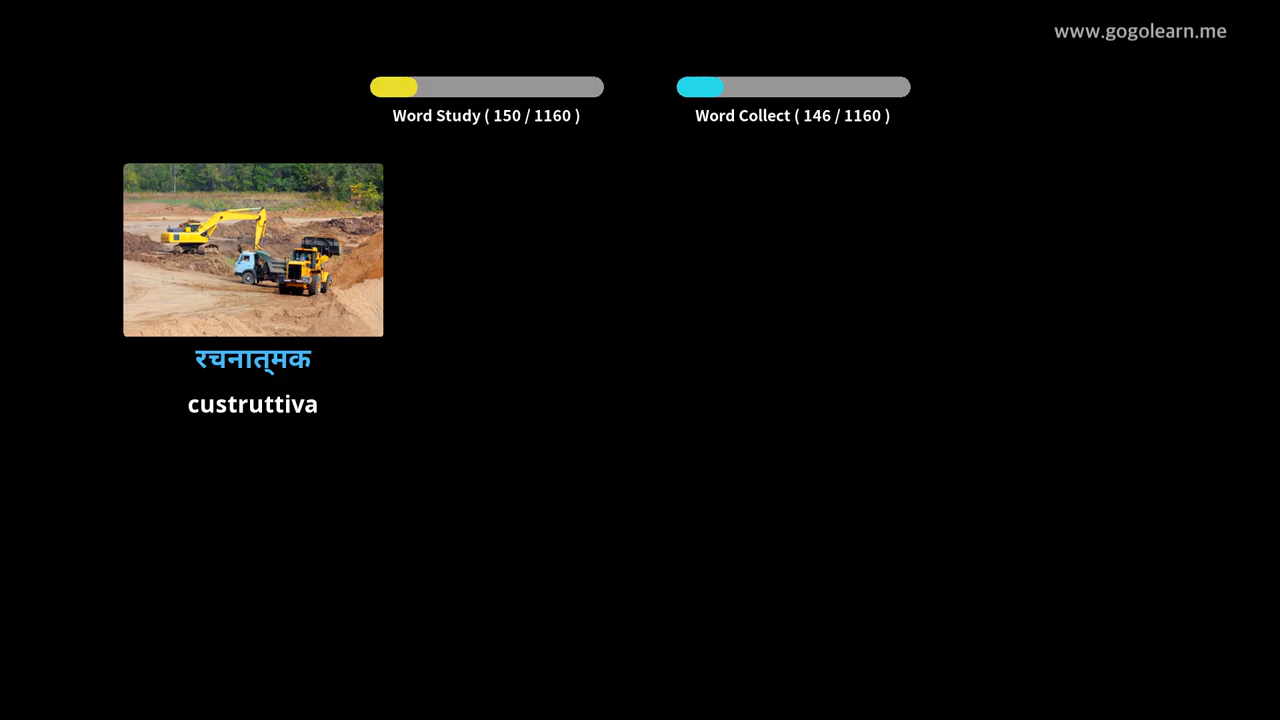 www.gogolearn.me
Word Study ( 150 / 1160 )
Word Collect ( 146 / 1160 )
रचनात्मक
custruttiva